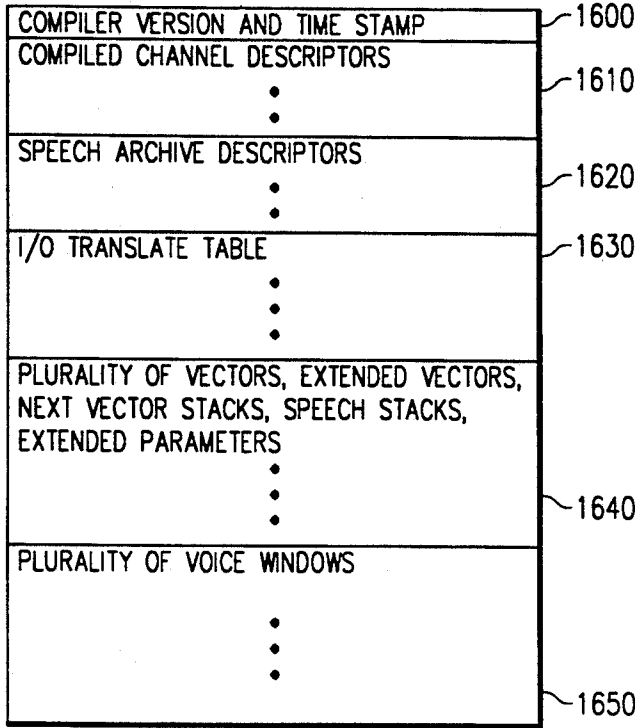 COMPILER VERSION AND TIME STAMP
1600
COMPILED CHANNEL DESCRIPTORS
1610
SPEECH ARCHIVE DESCRIPTORS
1620
I/O TRANSLATE TABLE
1630
PLURALITY OF VECTORS, EXTENDED VECTORS,
NEXT VECTOR STACKS, SPEECH STACKS,
EXTENDED PARAMETERS
1640
PLURALITY OF VOICE WINDOWS
1650